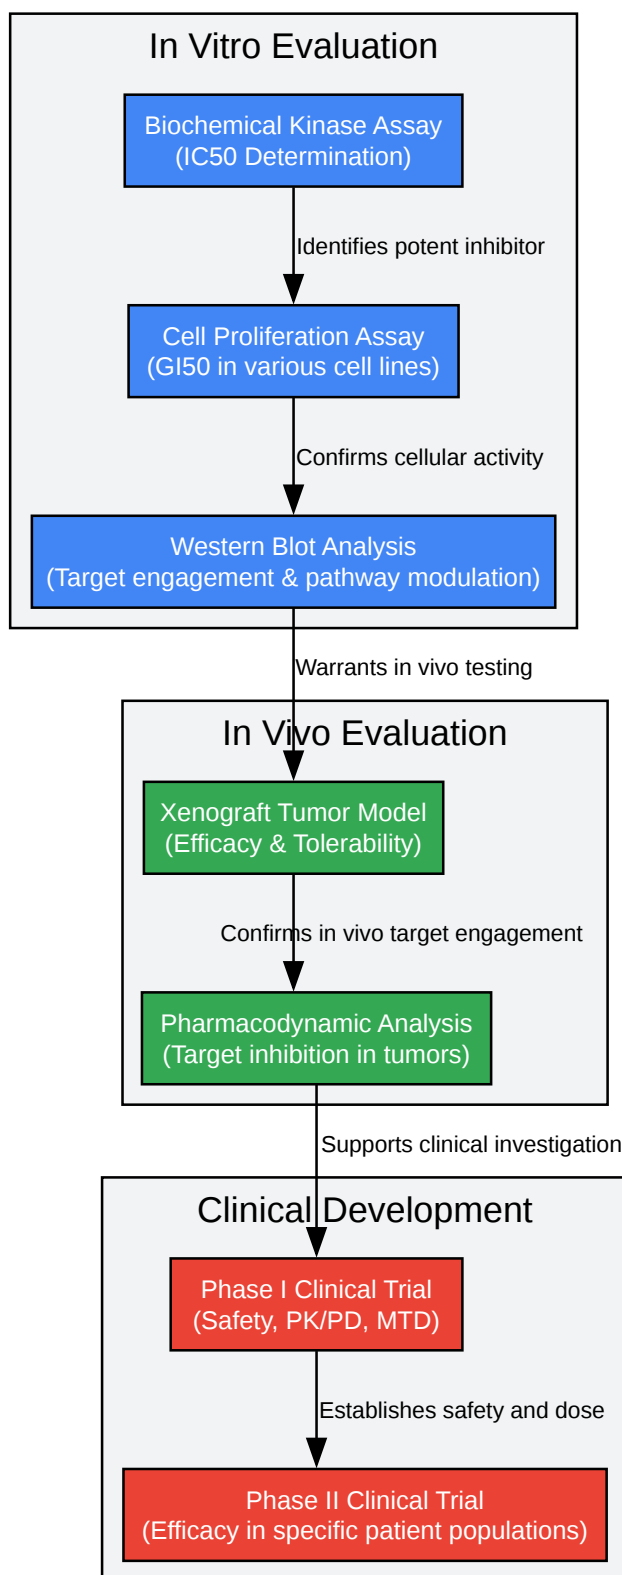 In Vitro Evaluation
Biochemical Kinase Assay
(IC50 Determination)
Identifies potent inhibitor
Cell Proliferation Assay
(GI50 in various cell lines)
Confirms cellular activity
Western Blot Analysis
(Target engagement & pathway modulation)
Warrants in vivo testing
In Vivo Evaluation
Xenograft Tumor Model
(Efficacy & Tolerability)
Confirms in vivo target engagement
Pharmacodynamic Analysis
(Target inhibition in tumors)
Supports clinical investigation
Clinical Development
Phase I Clinical Trial
(Safety, PK/PD, MTD)
Establishes safety and dose
Phase II Clinical Trial
(Efficacy in specific patient populations)